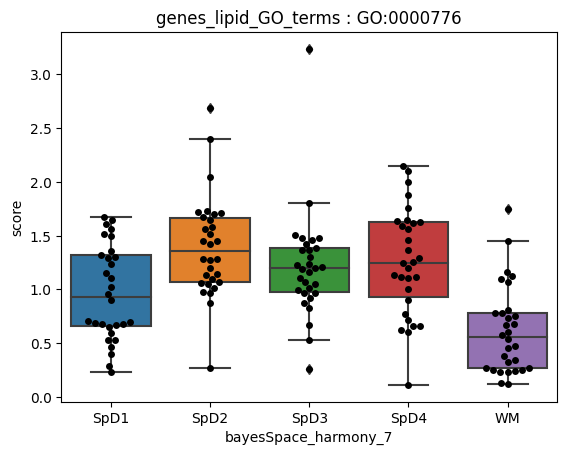 genes_lipid_GO_terms : GO:0000776
3.0
2.5
2.0
1.5
1.0
0.5
0.0
score
SpD1 SpD2 SpD3 SpD4 WM
bayesSpace_harmony_7